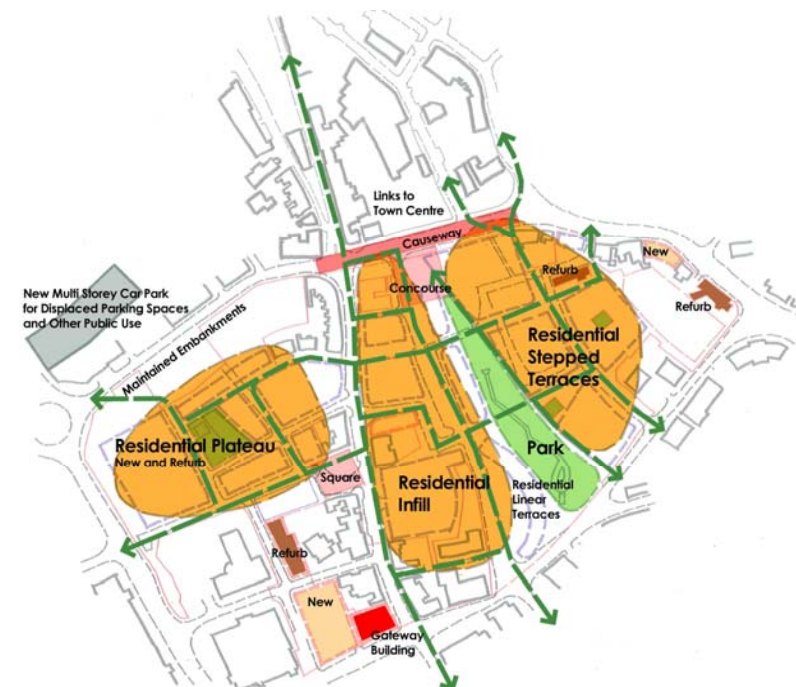 Links to
Town Centre
Causeway
New
Refurb
Concourse
Refurb
New Multi Storey Car Park
for Displaced Parking Spaces
and Other Public Use
Maintained Embankments
Residential
Stepped
Terraces
Residential Plateau
New and Refurb
Park
Square
Residential
Infill
Residential
Linear
Terraces
Refurb
New
Gateway
Building